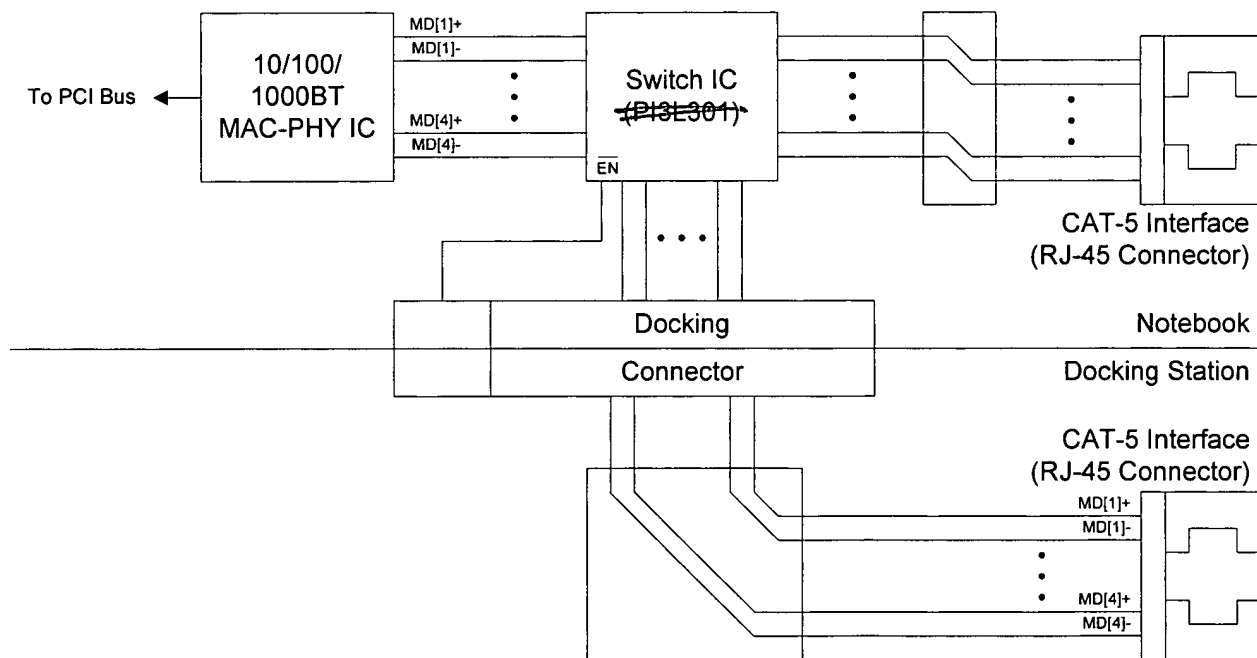 MD[1]+
MD[1]-
10/100/
1000BT
MAC-PHY IC
To PCI Bus
MD[4]+
MD[4]-
Switch IC
(PI3L301)
EN
CAT-5 Interface
(RJ-45 Connector)
Docking
Notebook
Connector
Docking Station
CAT-5 Interface
(RJ-45 Connector)
MD[1]+
MD[1]-
MD[4]+
MD[4]-